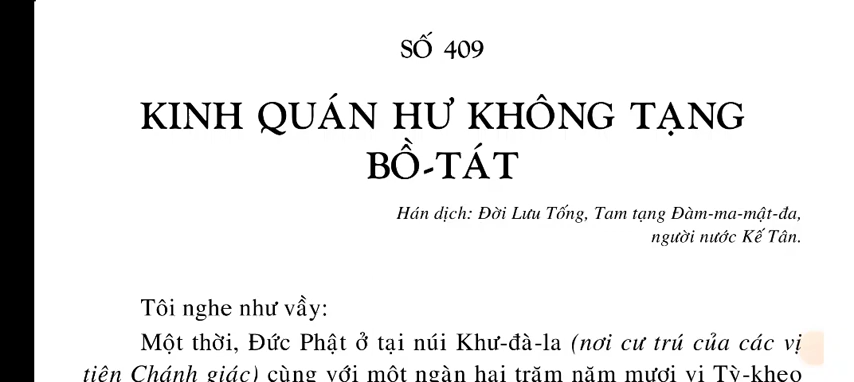 SỐ 409
KINH QUÁN HƯ KHÔNG TẠNG
BỒ-TÁT
Hán dịch: Đời Lưu Tống, Tam tạng Đàm-ma-mật-đa,
người nước Kế Tân.
Tôi nghe như vầy:
Một thời, Đức Phật ở tại núi Khư-đà-la (nơi cư trú của các vị
tiên Chánh giác) cùng với một ngàn hai trăm năm mươi vị Tỳ-kheo